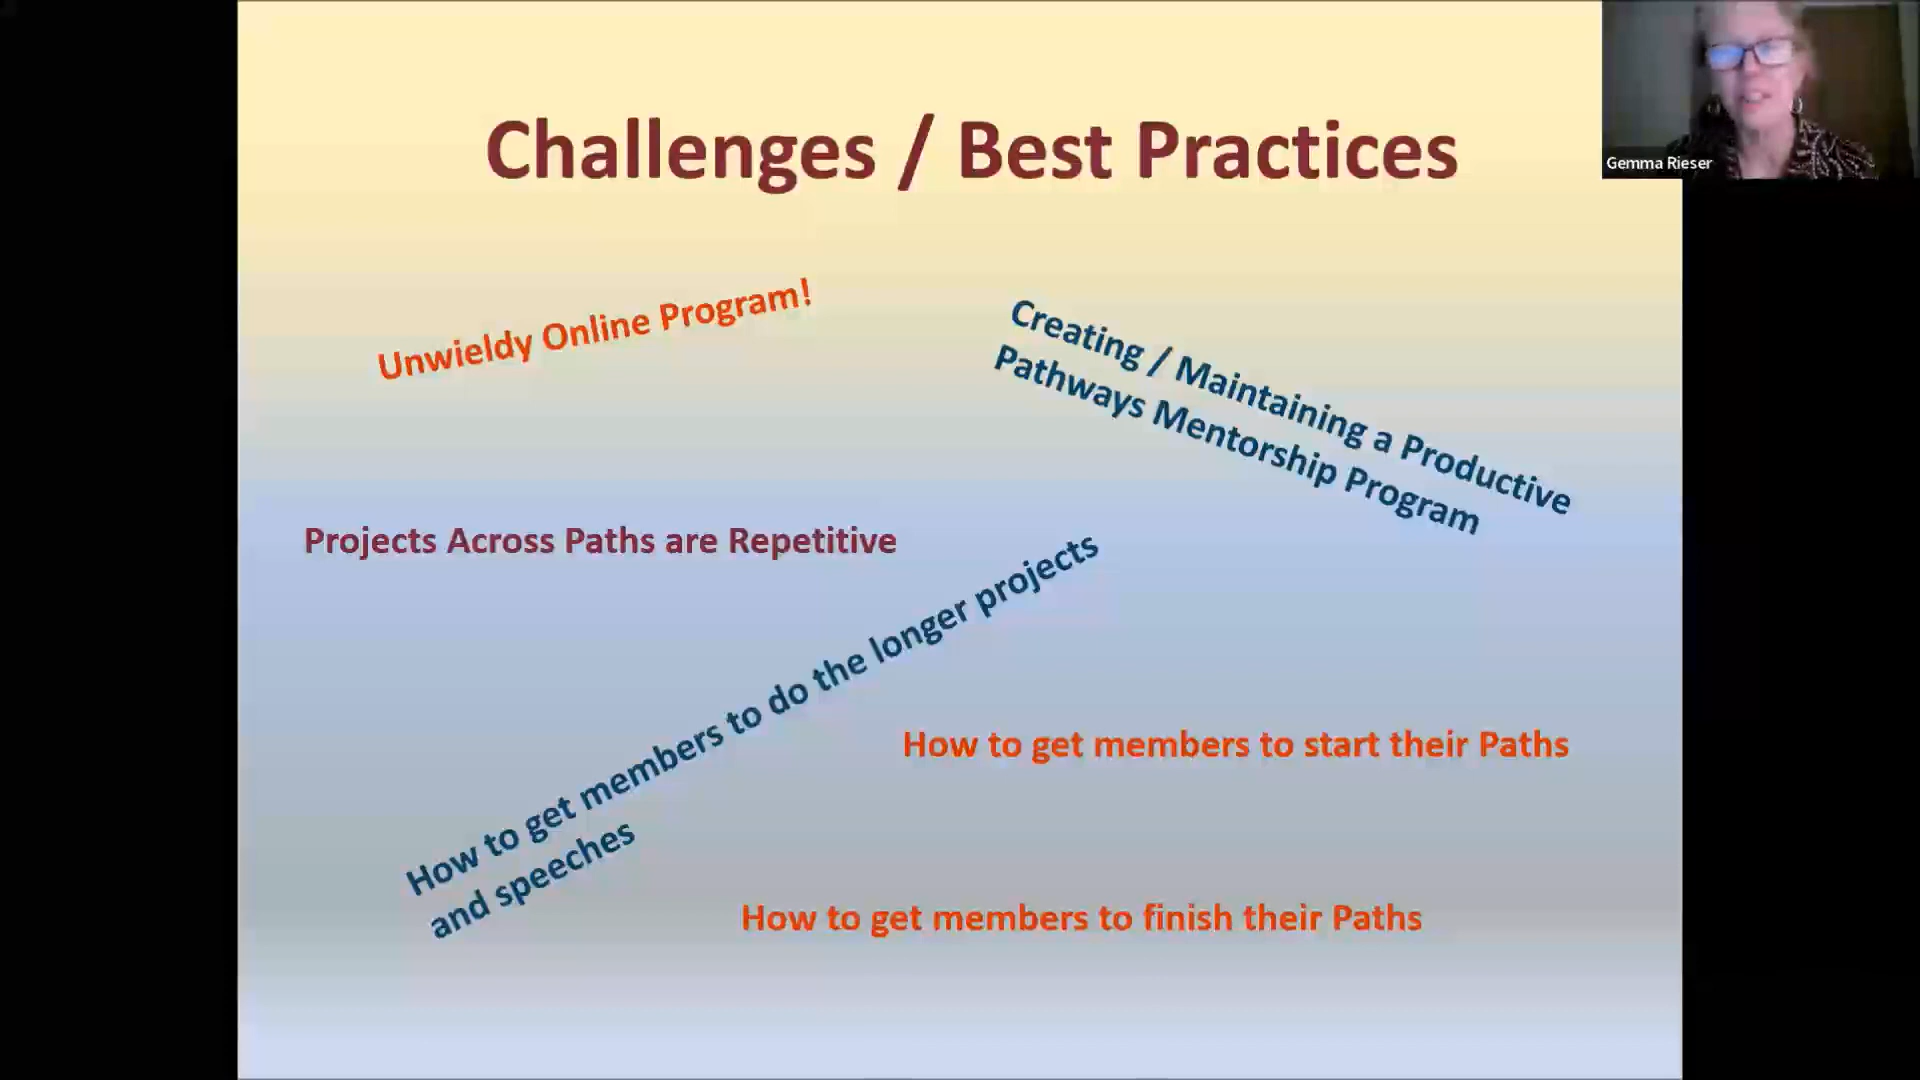 Challenges / Best Practices
Gemma Rieser
Unwieldy Online Program!
Creating / Maintaining a Productive
Pathways Mentorship Program
Projects Across Paths are Repetitive
How to get members to do the longer projects
and speeches
How to get members to start their Paths
How to get members to finish their Paths